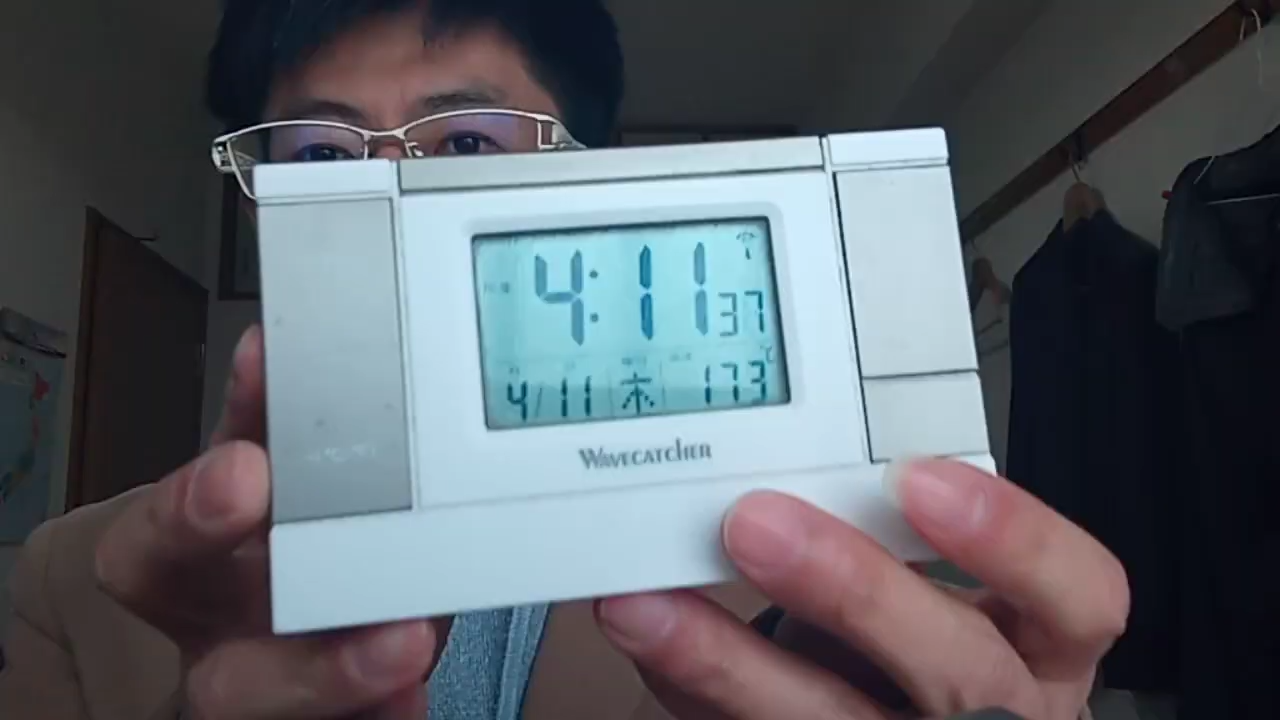 4:11 37
4/11 木 17.3 ℃
WAVECATCHER